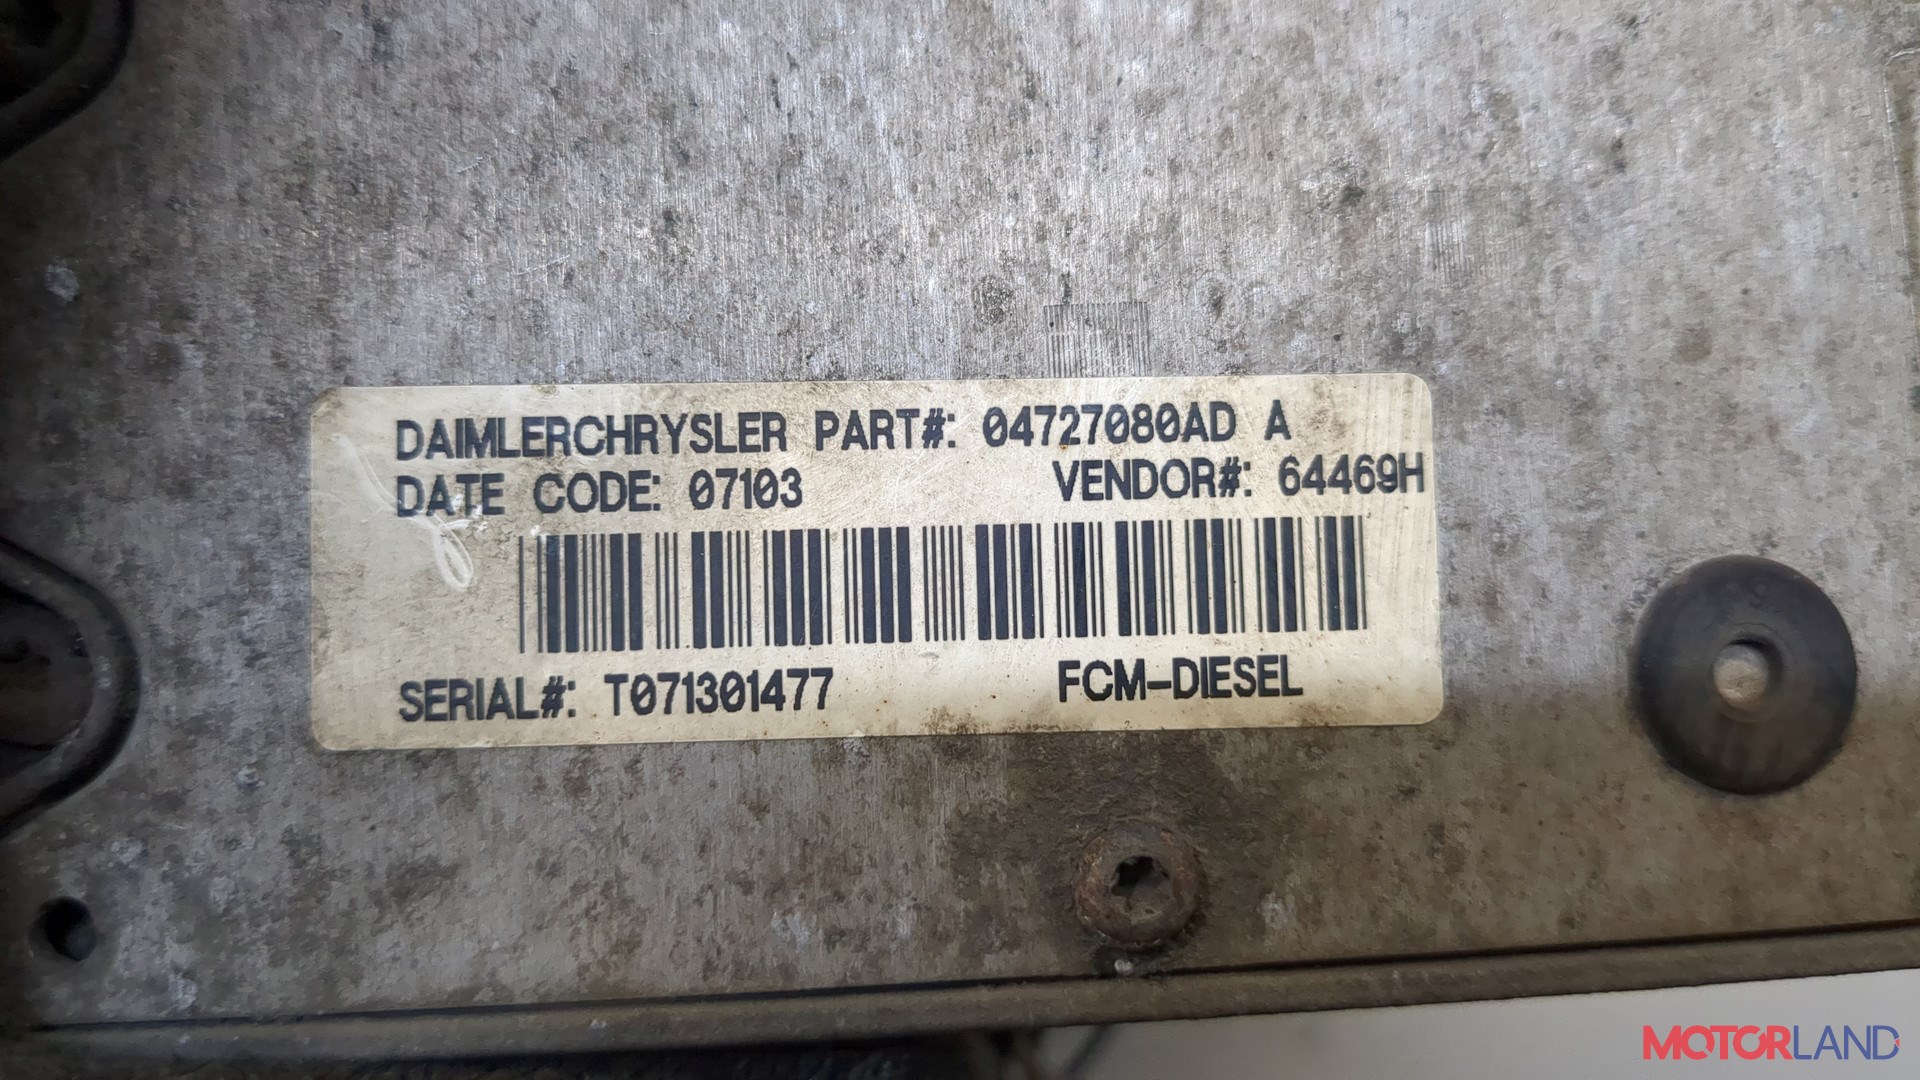 DAIMLERCHRYSLER PART#: 04727080AD A
DATE CODE: 07103 VENDOR#: 64469H
SERIAL#: T071301477 FCM-DIESEL
MOTORLAND